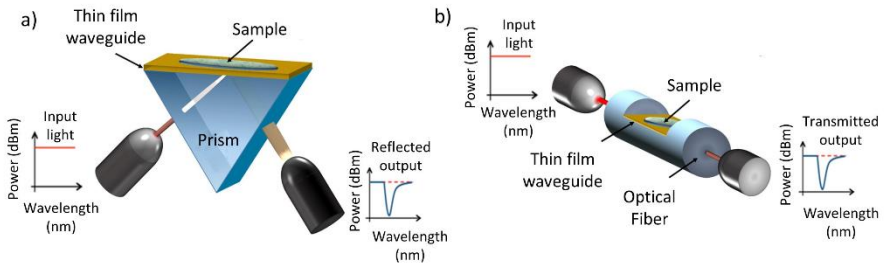 a)
Thin film
waveguide
Sample
Prism
Input
light
Power (dBm)
Wavelength
(nm)
Reflected
output
Power (dBm)
Wavelength
(nm)
b)
Input
light
Power (dBm)
Wavelength
(nm)
Sample
Thin film
waveguide
Optical
Fiber
Transmitted
output
Power (dBm)
Wavelength
(nm)